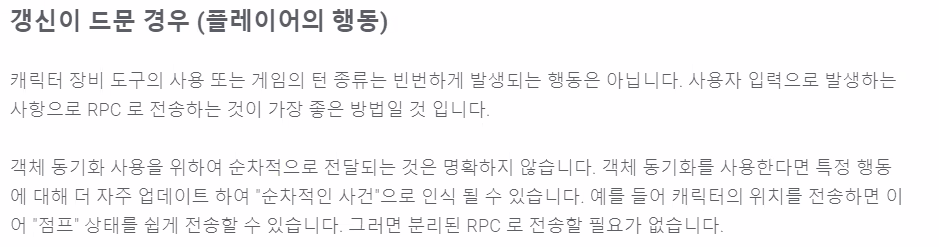 갱신이 드문 경우 (플레이어의 행동)
캐릭터 장비 도구의 사용 또는 게임의 턴 종류는 빈번하게 발생되는 행동은 아닙니다. 사용자 입력으로 발생하는
사항으로 RPC 로 전송하는 것이 가장 좋은 방법일 것 입니다.
객체 동기화 사용을 위하여 순차적으로 전달되는 것은 명확하지 않습니다. 객체 동기화를 사용한다면 특정 행동
에 대해 더 자주 업데이트 하여 "순차적인 사건"으로 인식 될 수 있습니다. 예를 들어 캐릭터의 위치를 전송하면 이
어 "점프" 상태를 쉽게 전송할 수 있습니다. 그러면 분리된 RPC 로 전송할 필요가 없습니다.